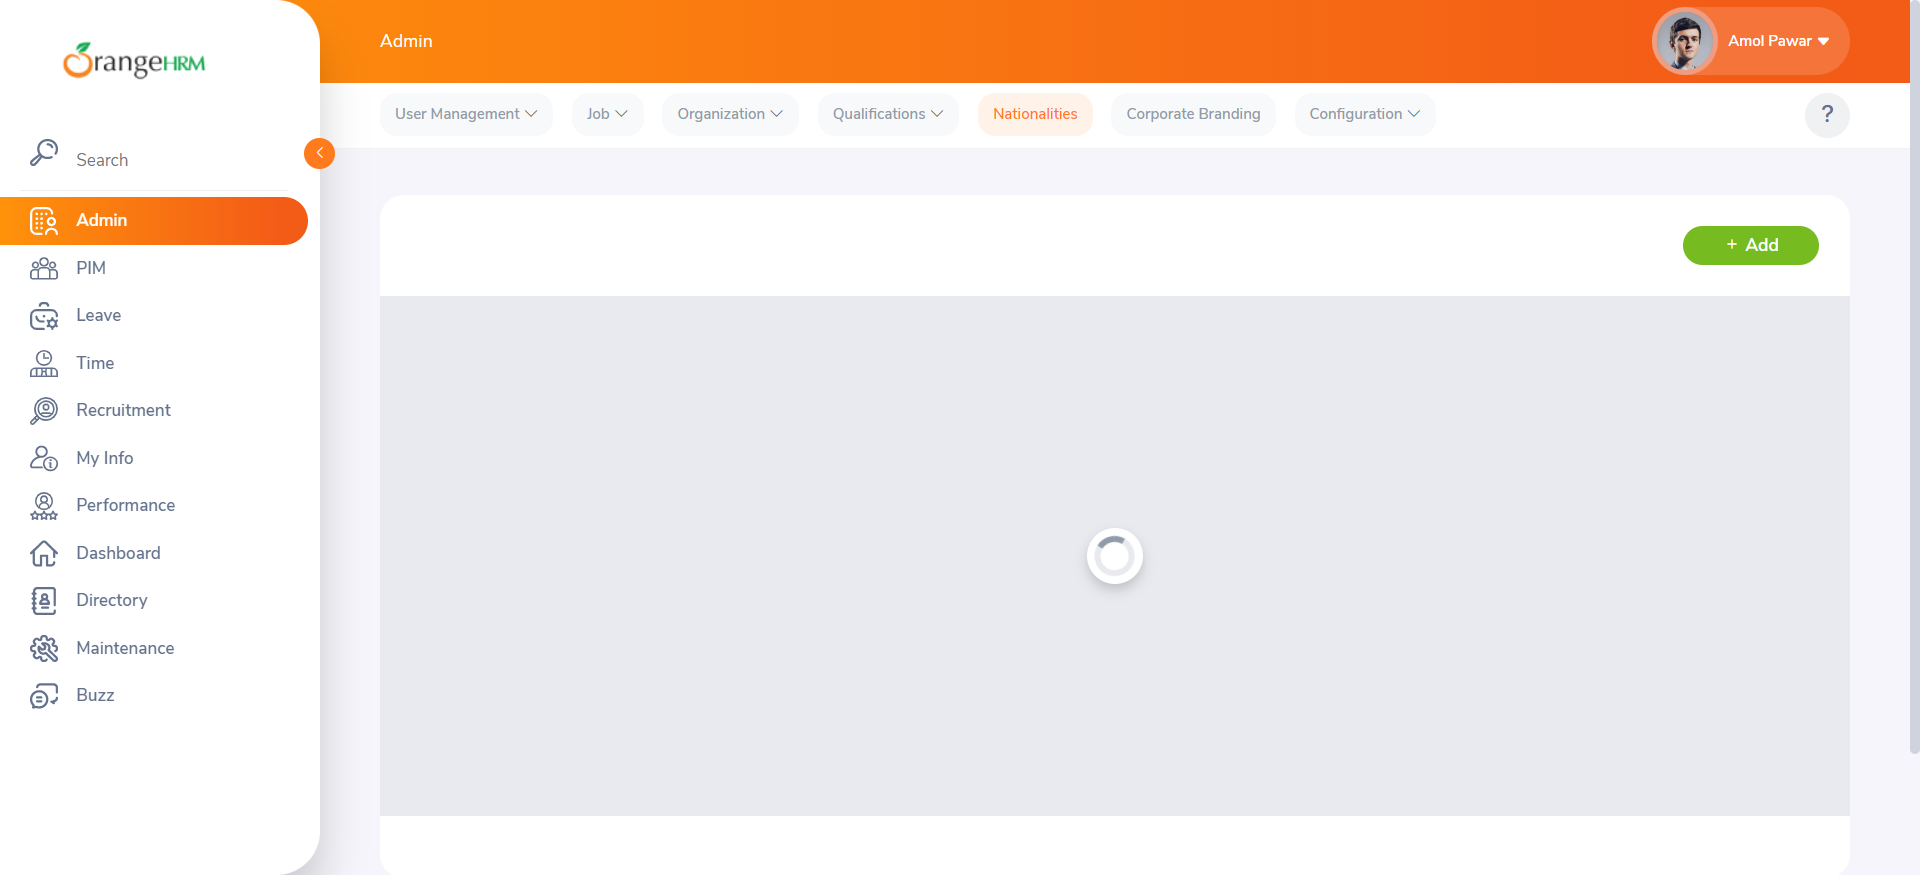 OrangeHRM
Admin
Amol Pawar
User Management
Job
Organization
Qualifications
Nationalities
Corporate Branding
Configuration
?
Search
+ Add
Admin
PIM
Leave
Time
Recruitment
My Info
Performance
Dashboard
Directory
Maintenance
Buzz